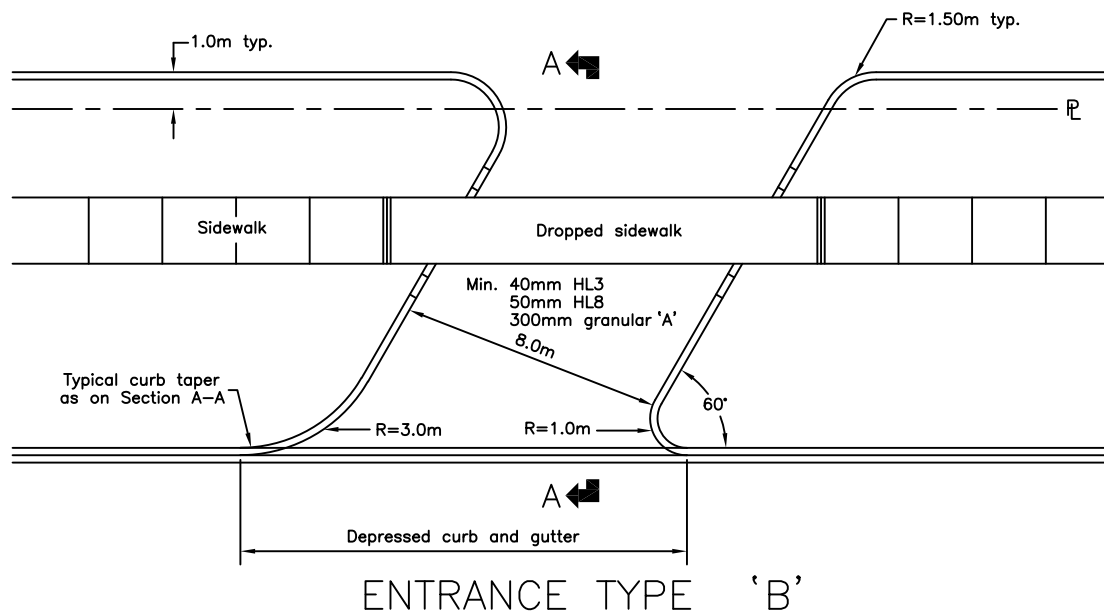 R=1.50m typ.
1.0m typ.
A
℄
Sidewalk
Dropped sidewalk
Min. 40mm HL3
50mm HL8
300mm granular 'A'
8.0m
Typical curb taper
as on Section A-A
60°
R=3.0m
R=1.0m
A
Depressed curb and gutter
ENTRANCE TYPE 'B'